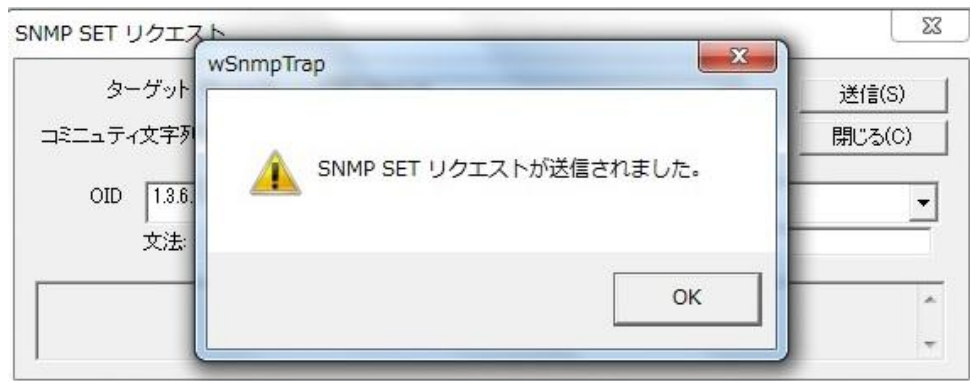 SNMP SET リクエスト
wSnmpTrap
ターゲット
送信(S)
コミニュティ文字列
閉じる(C)
SNMP SET リクエストが送信されました。
OID 1.3.6.
文法:
OK